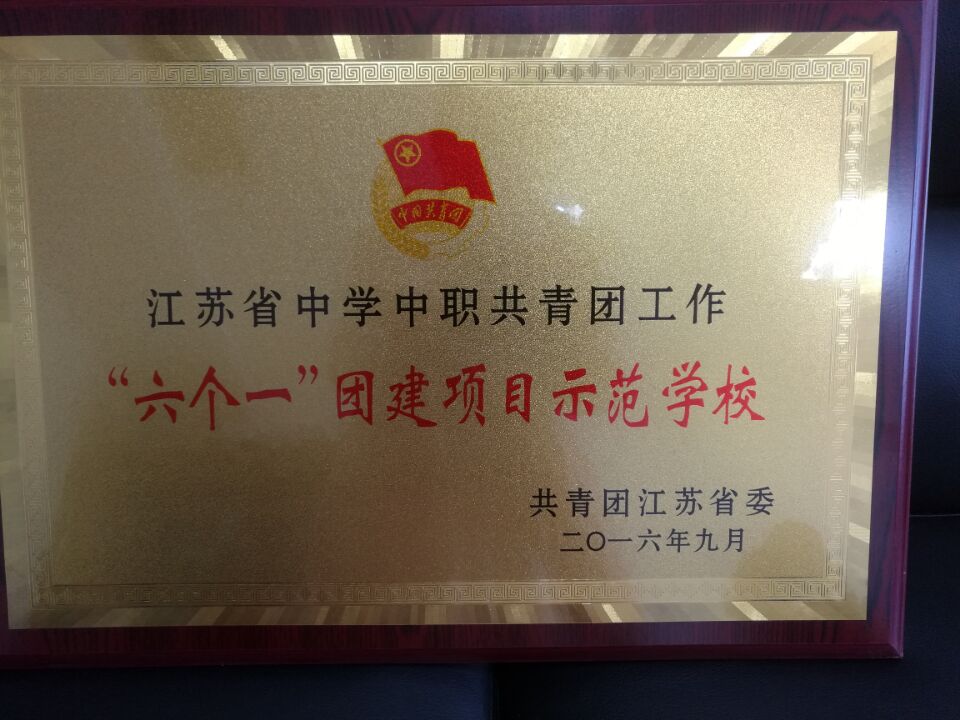 中国共青团
江苏省中学中职共青团工作
“六个一”团建项目示范学校
共青团江苏省委
二〇一六年九月